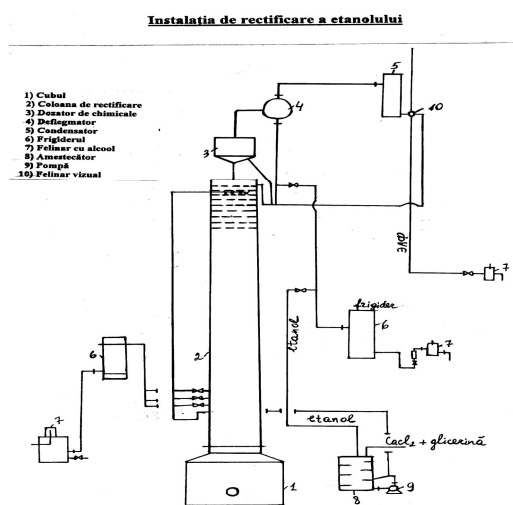 Instalația de rectificare a etanolului
1) Cubul
2) Coloana de rectificare
3) Dozator de chimicale
4) Deflegmator
5) Condensator
6) Frigiderul
7) Felinar cu alcool
8) Amestecător
9) Pompă
10) Felinar vizual
5
4
10
3
ФУЕ
7
frigider
6
7
etanol
2
6
7
etanol
CaCl₂ + glicerină
1
8
9